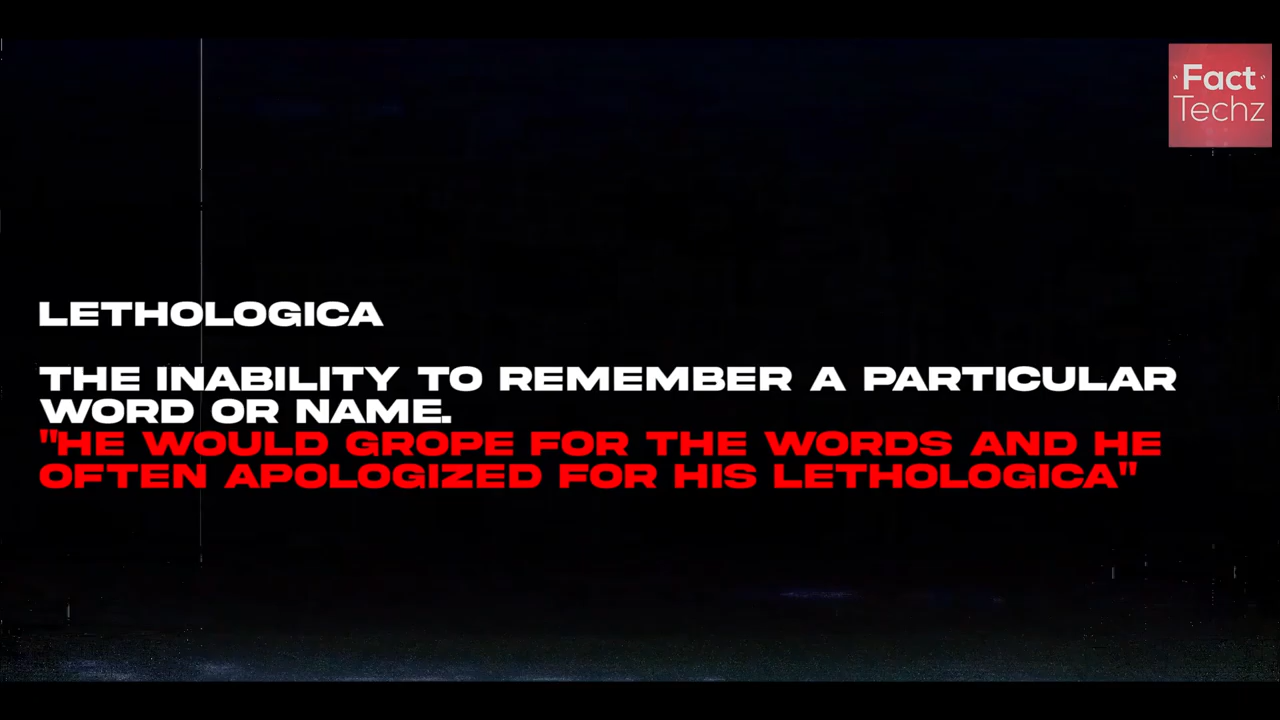 Fact
Techz
LETHOLOGICA
THE INABILITY TO REMEMBER A PARTICULAR
WORD OR NAME.
"HE WOULD GROPE FOR THE WORDS AND HE
OFTEN APOLOGIZED FOR HIS LETHOLOGICA"